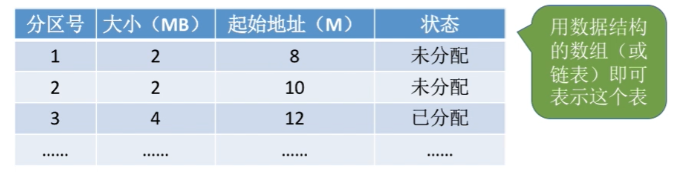 分区号 大小（MB） 起始地址（M） 状态
1 2 8 未分配
2 2 10 未分配
3 4 12 已分配
…… …… …… ……
用数据结构
的数组（或
链表）即可
表示这个表